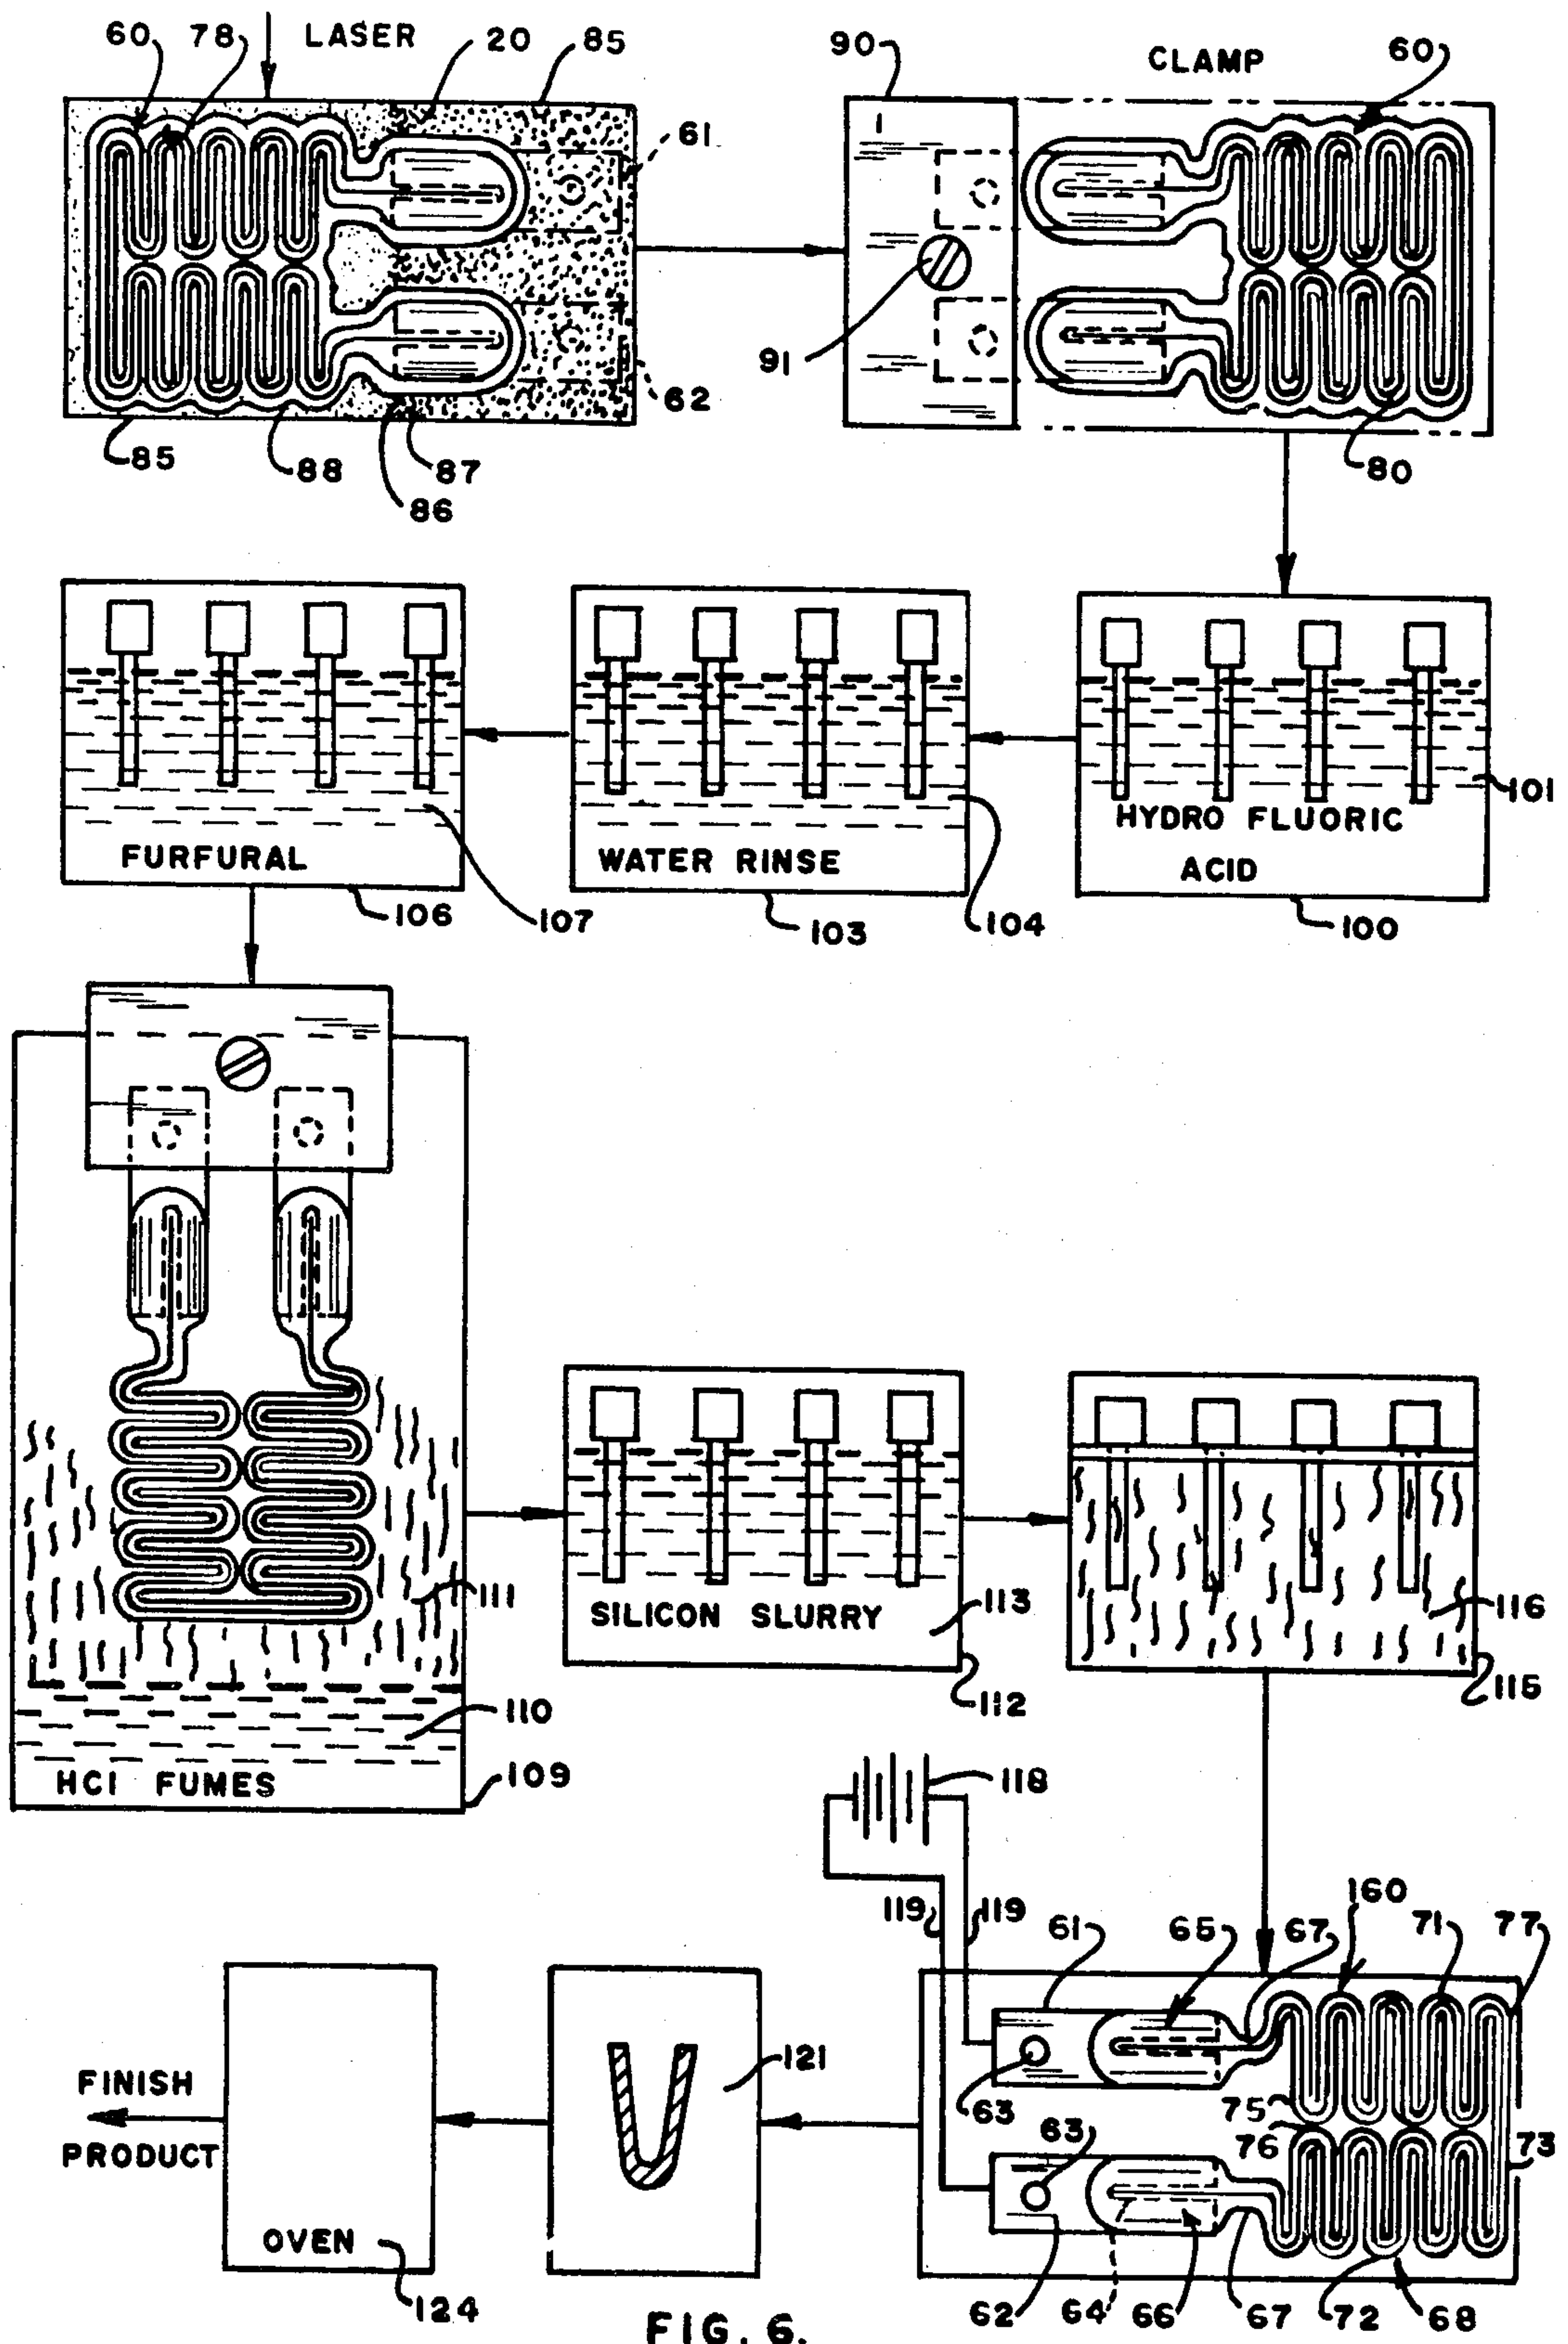 60 78 LASER 20 85
90 CLAMP 60
61
91
62
85 88 87
86
80
101
HYDRO FLUORIC
ACID
FURFURAL
WATER RINSE
106 107 103 104 100
111
SILICON SLURRY 113
116
112 115
110
HCl FUMES 109
118
119 119 61 65 67 160 71 77
121
63
63
75
76
73
FINISH
PRODUCT
OVEN
124
62 64 66 67 72 68
FIG. 6.